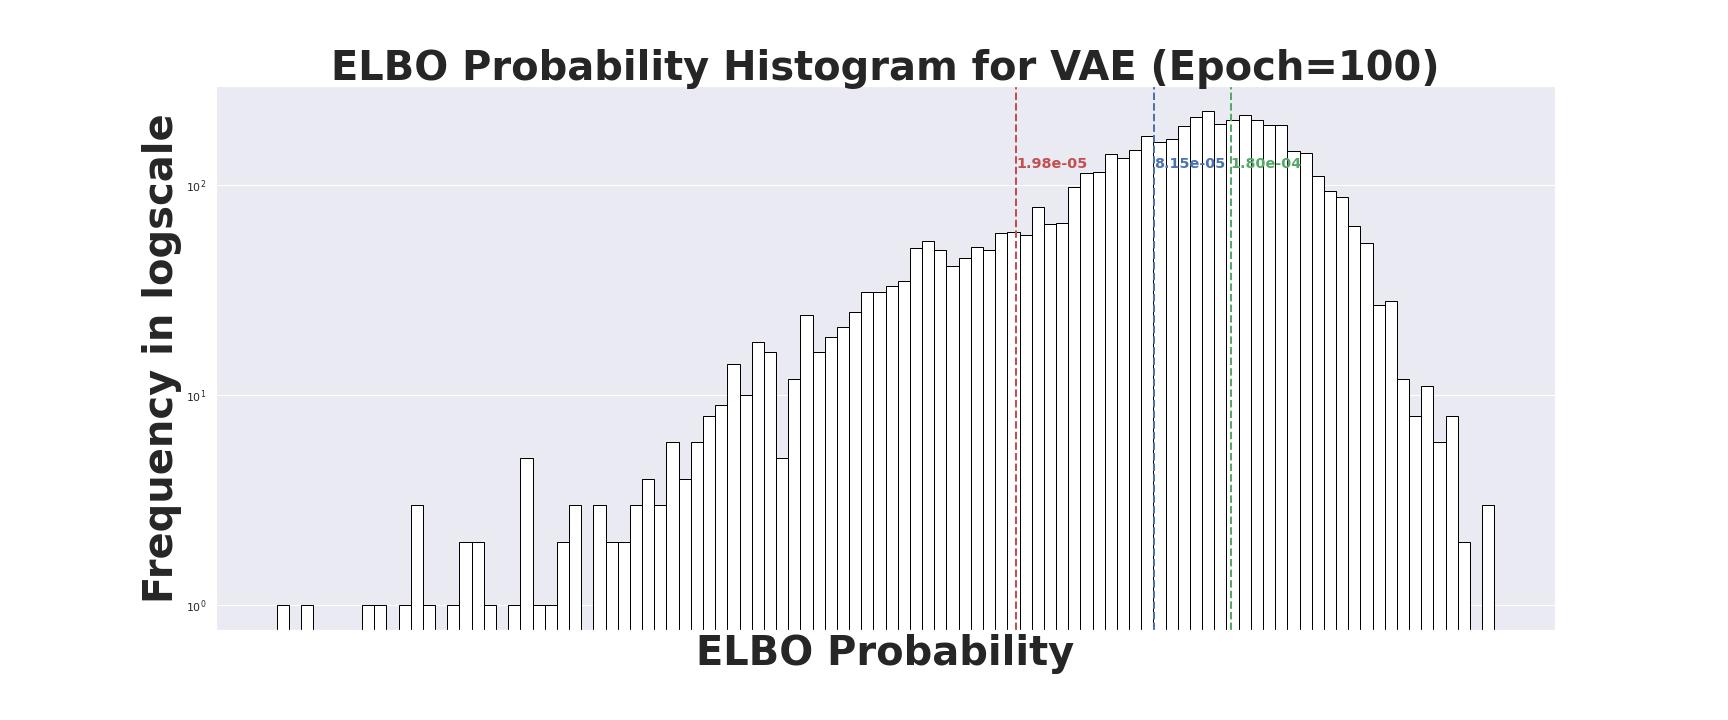 ELBO Probability Histogram for VAE (Epoch=100)
Frequency in logscale
10²
10¹
10⁰
1.98e-05
8.15e-05
1.80e-04
ELBO Probability